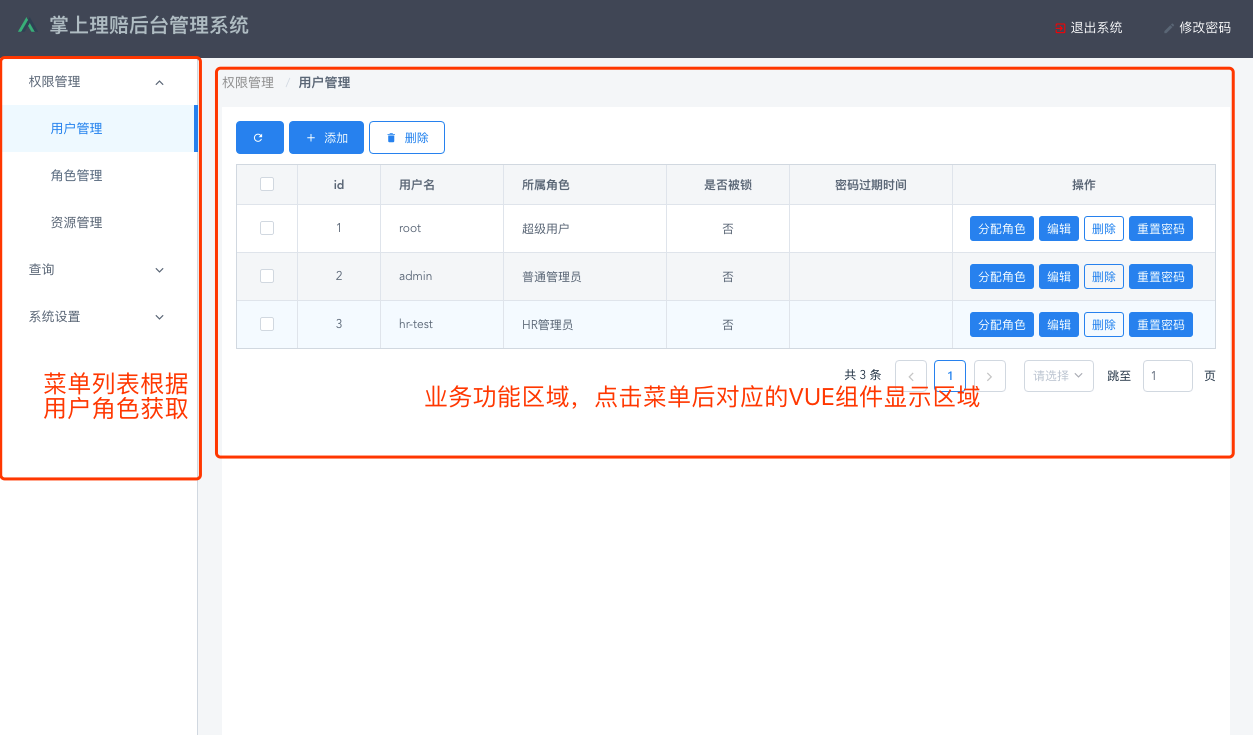 掌上理赔后台管理系统
退出系统 修改密码
权限管理
用户管理
角色管理
资源管理
查询
系统设置
菜单列表根据
用户角色获取
权限管理 / 用户管理
添加 删除
id 用户名 所属角色 是否被锁 密码过期时间 操作
1 root 超级用户 否 分配角色 编辑 删除 重置密码
2 admin 普通管理员 否 分配角色 编辑 删除 重置密码
3 hr-test HR管理员 否 分配角色 编辑 删除 重置密码
共 3 条 1 请选择 跳至 1 页
业务功能区域，点击菜单后对应的VUE组件显示区域